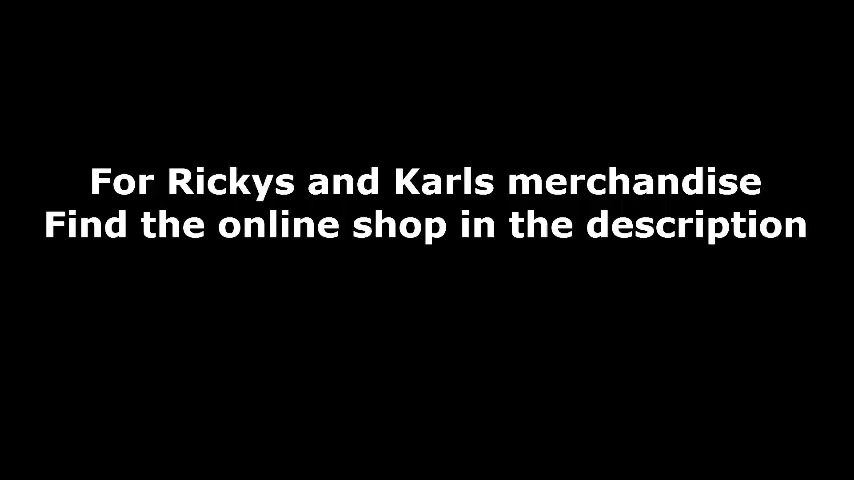 For Rickys and Karls merchandise
Find the online shop in the description